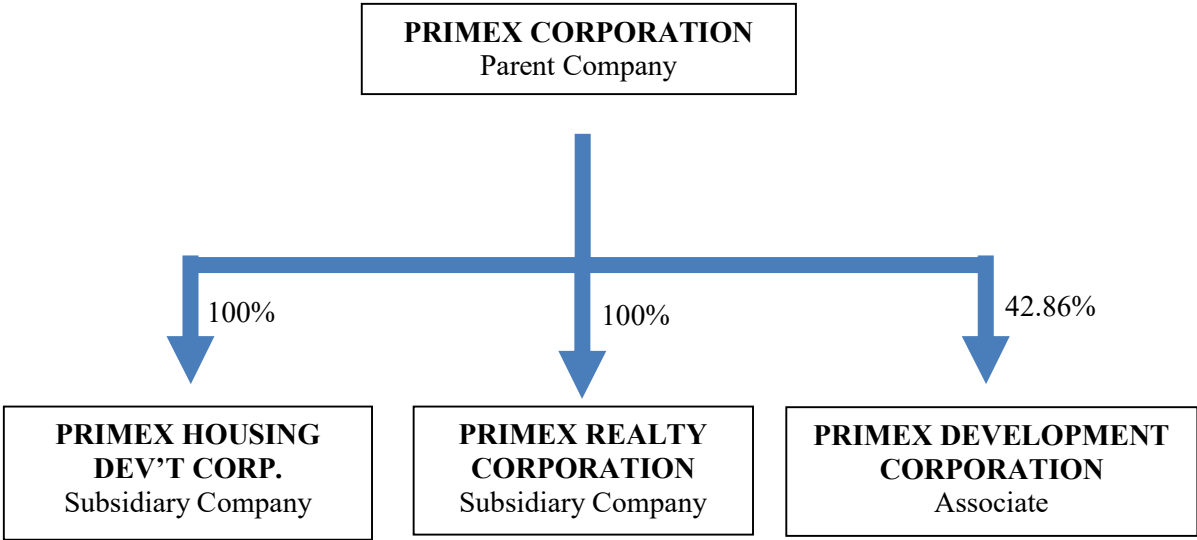 PRIMEX CORPORATION
Parent Company
100%
100%
42.86%
PRIMEX HOUSING
DEV’T CORP.
Subsidiary Company
PRIMEX REALTY
CORPORATION
Subsidiary Company
PRIMEX DEVELOPMENT
CORPORATION
Associate